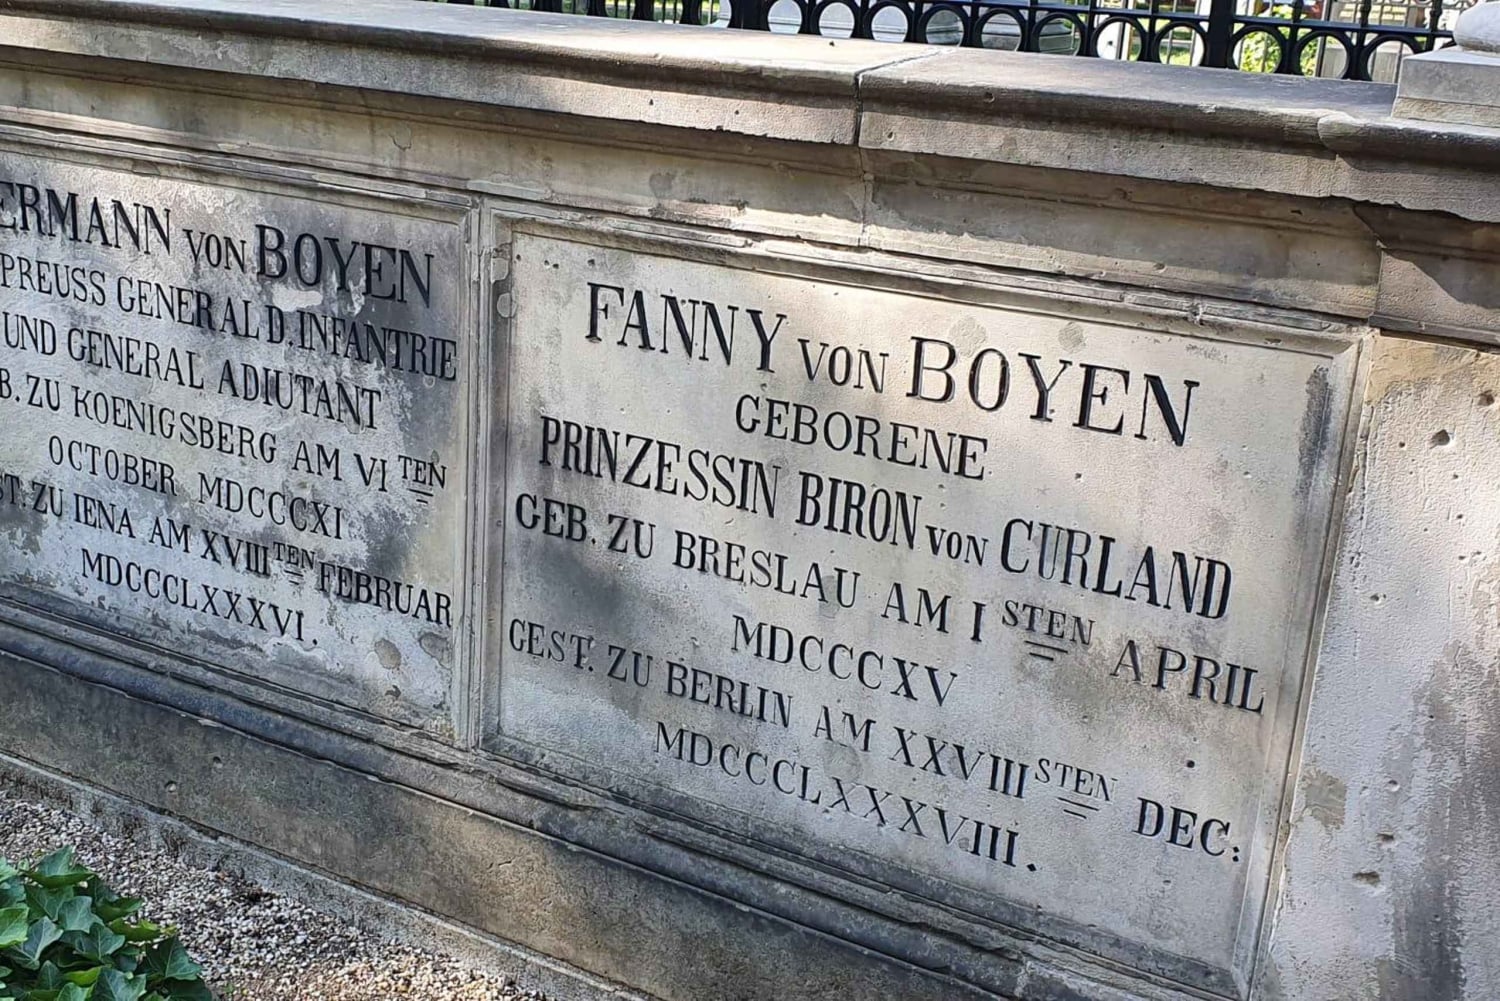 ERMANN VON BOYEN
PREUSS GENERAL D. INFANTRIE
UND GENERAL ADIUTANT
B. ZU KOENIGSBERG AM VI TEN
OCTOBER MDCCCXI
ST. ZU IENA AM XVIII TEN FEBRUAR
MDCCCLXXXVI.
FANNY VON BOYEN
GEBORENE
PRINZESSIN BIRON VON CURLAND
GEB. ZU BRESLAU AM I STEN APRIL
MDCCCXV
GEST. ZU BERLIN AM XXVIII STEN DEC:
MDCCCLXXXVIII.